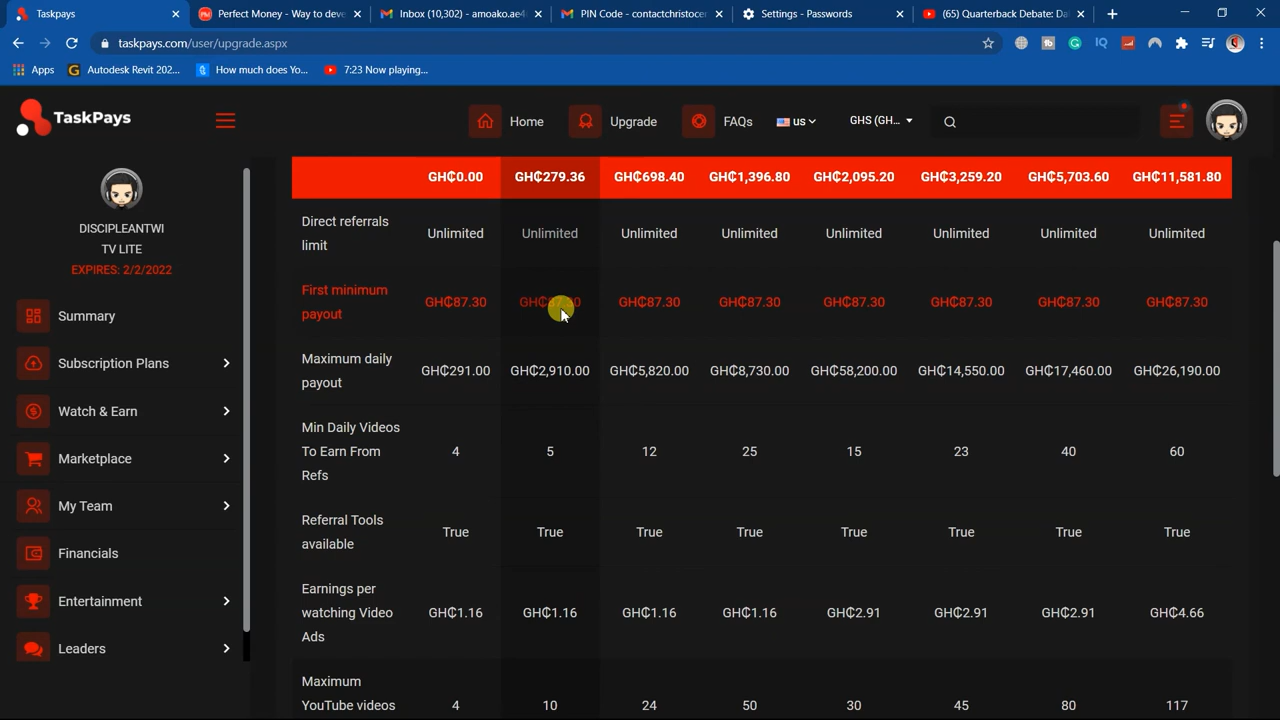 Taskpays
Perfect Money - Way to deve
Inbox (10,302) - amoako.ae4
PIN Code - contactchristocen
Settings - Passwords
(65) Quarterback Debate: Da
taskpays.com/user/upgrade.aspx
Apps
Autodesk Revit 202...
How much does Yo...
7:23 Now playing...
TaskPays
Home
Upgrade
FAQs
us
GHS (GH...
DISCIPLEANTWI
TV LITE
EXPIRES: 2/2/2022
Summary
Subscription Plans
Watch & Earn
Marketplace
My Team
Financials
Entertainment
Leaders
GH₵0.00 GH₵279.36 GH₵698.40 GH₵1,396.80 GH₵2,095.20 GH₵3,259.20 GH₵5,703.60 GH₵11,581.80
Direct referrals
limit
Unlimited Unlimited Unlimited Unlimited Unlimited Unlimited Unlimited Unlimited
First minimum
payout
GH₵87.30 GH₵87.30 GH₵87.30 GH₵87.30 GH₵87.30 GH₵87.30 GH₵87.30 GH₵87.30
Maximum daily
payout
GH₵291.00 GH₵2,910.00 GH₵5,820.00 GH₵8,730.00 GH₵58,200.00 GH₵14,550.00 GH₵17,460.00 GH₵26,190.00
Min Daily Videos
To Earn From
Refs
4 5 12 25 15 23 40 60
Referral Tools
available
True True True True True True True True
Earnings per
watching Video
Ads
GH₵1.16 GH₵1.16 GH₵1.16 GH₵1.16 GH₵2.91 GH₵2.91 GH₵2.91 GH₵4.66
Maximum
YouTube videos
4 10 24 50 30 45 80 117